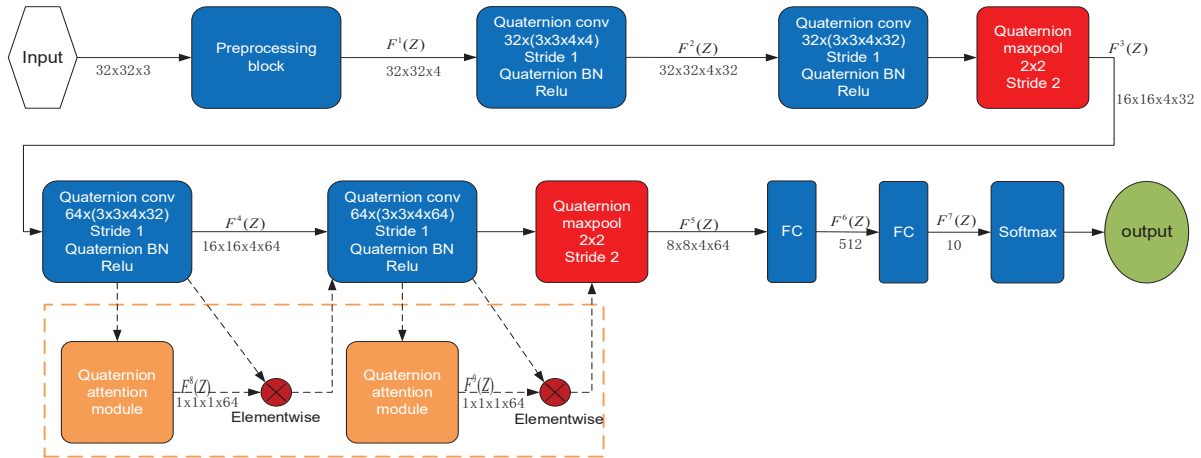 Input
32x32x3
Preprocessing
block
F¹(Z)
32x32x4
Quaternion conv
32x(3x3x4x4)
Stride 1
Quaternion BN
Relu
F²(Z)
32x32x4x32
Quaternion conv
32x(3x3x4x32)
Stride 1
Quaternion BN
Relu
Quaternion
maxpool
2x2
Stride 2
F³(Z)
16x16x4x32
Quaternion conv
64x(3x3x4x32)
Stride 1
Quaternion BN
Relu
F⁴(Z)
16x16x4x64
Quaternion conv
64x(3x3x4x64)
Stride 1
Quaternion BN
Relu
Quaternion
maxpool
2x2
Stride 2
F⁵(Z)
8x8x4x64
FC
F⁶(Z)
512
FC
F⁷(Z)
10
Softmax
output
Quaternion
attention
module
F⁸(Z)
1x1x1x64
Elementwise
Quaternion
attention
module
F⁹(Z)
1x1x1x64
Elementwise